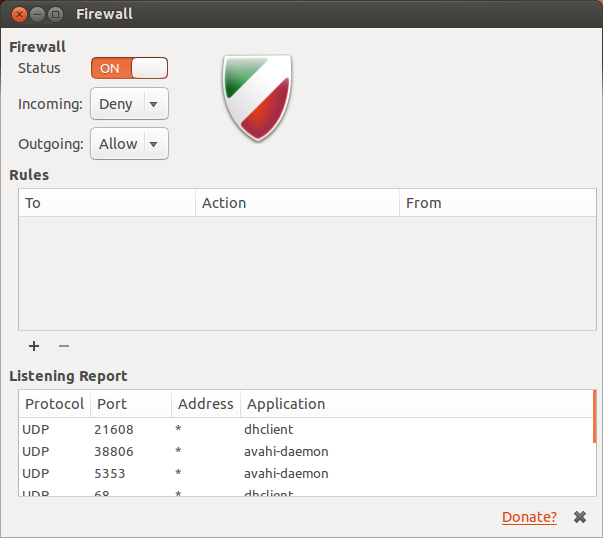 Firewall
Firewall
Status ON
Incoming: Deny
Outgoing: Allow
Rules
To Action From
+ −
Listening Report
Protocol Port Address Application
UDP 21608 * dhclient
UDP 38806 * avahi-daemon
UDP 5353 * avahi-daemon
UDP 68 * dhclient
Donate?